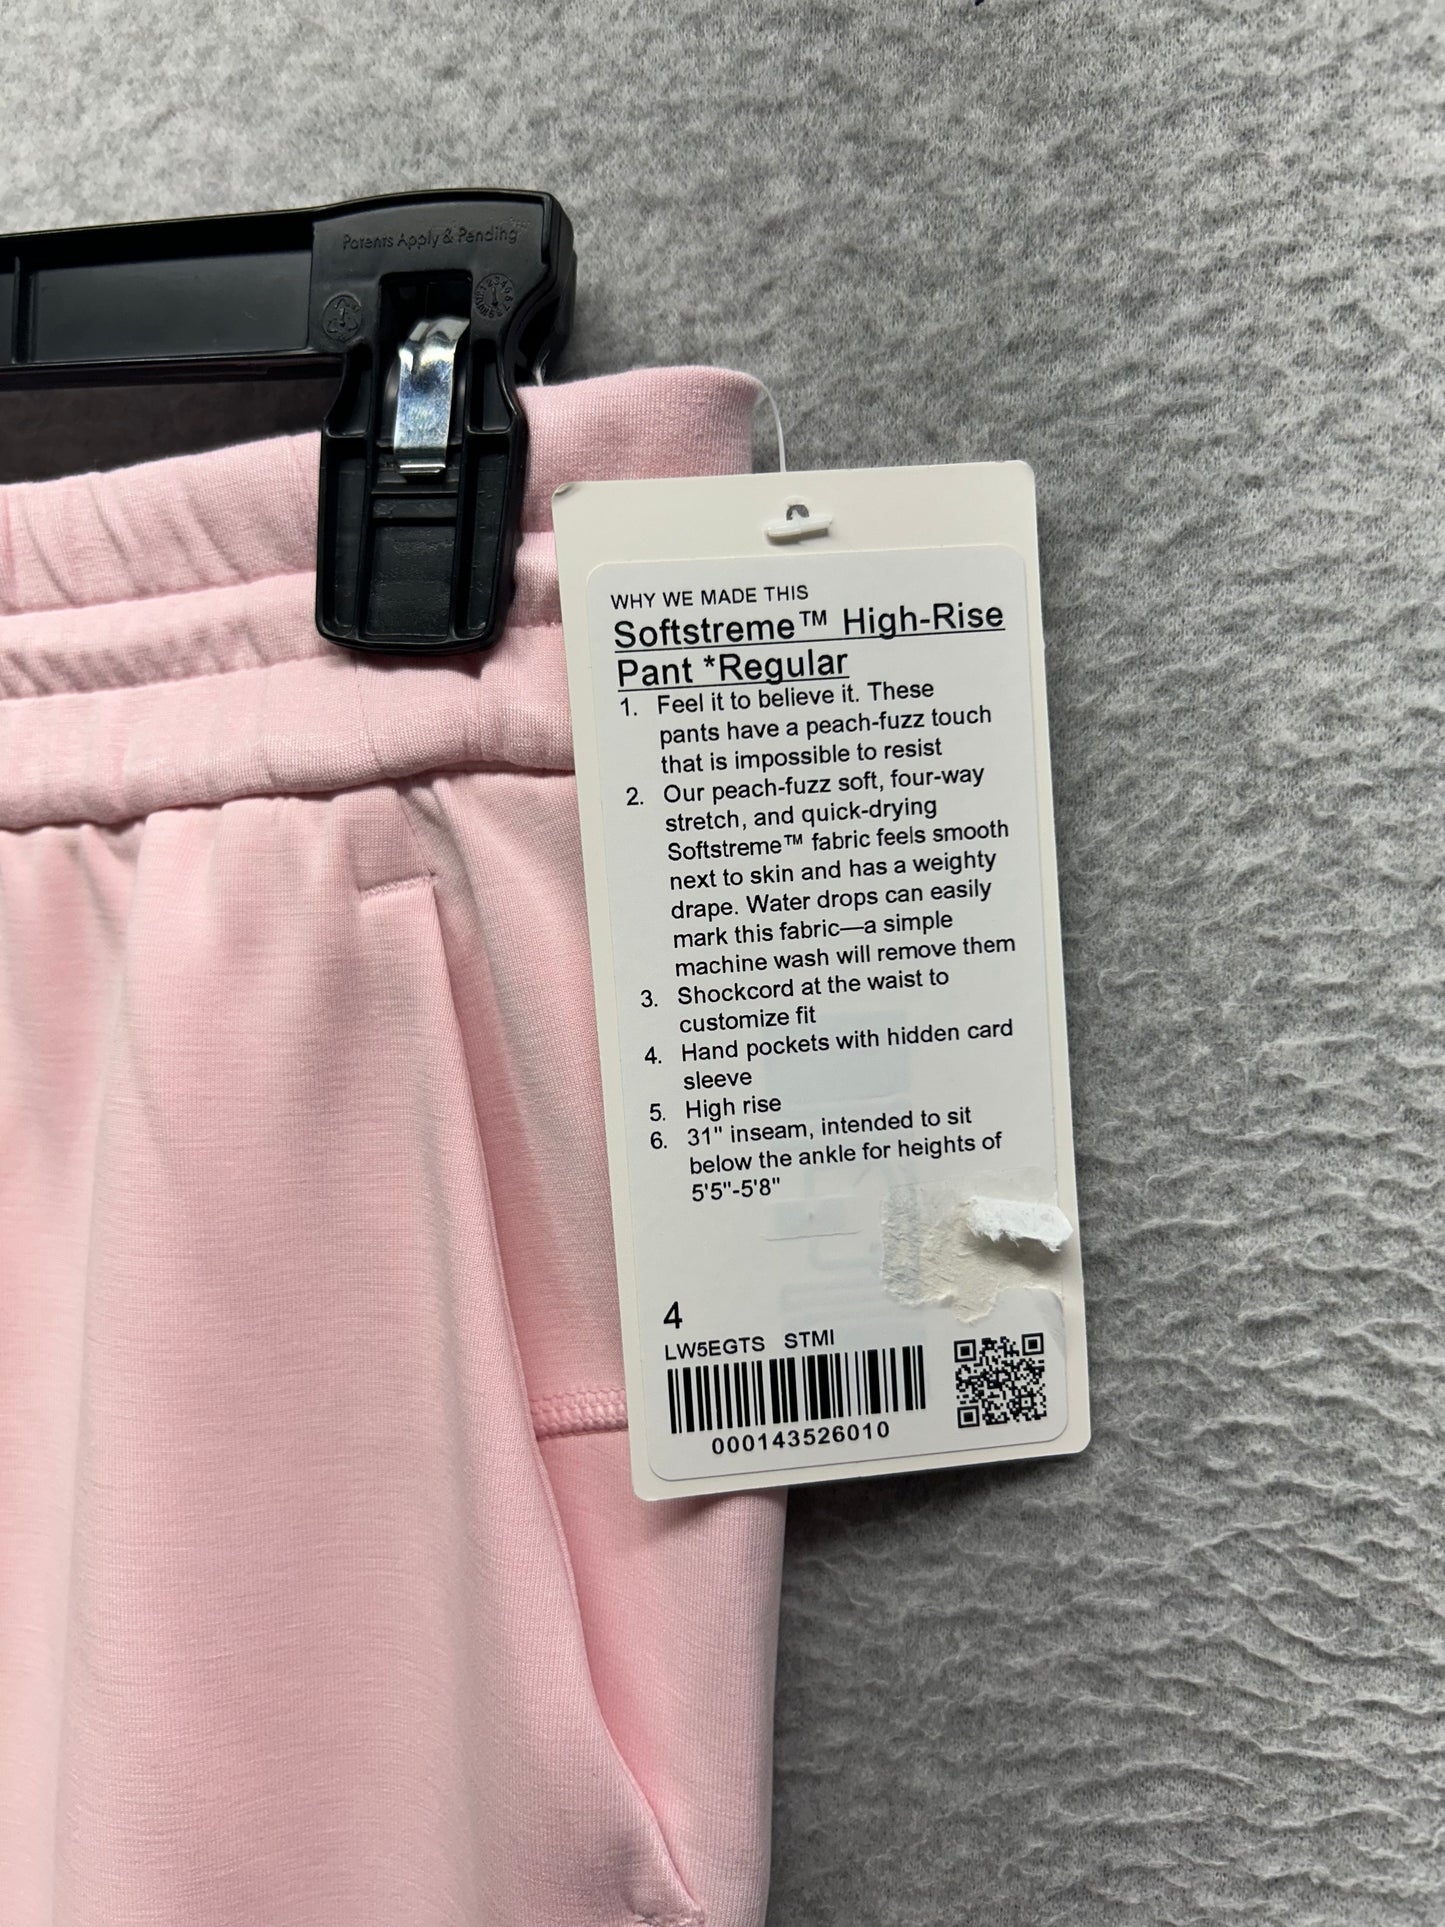 Patents Apply & Pending
WHY WE MADE THIS
Softstreme™ High-Rise
Pant *Regular
1. Feel it to believe it. These
pants have a peach-fuzz touch
that is impossible to resist
2. Our peach-fuzz soft, four-way
stretch, and quick-drying
Softstreme™ fabric feels smooth
next to skin and has a weighty
drape. Water drops can easily
mark this fabric—a simple
machine wash will remove them
3. Shockcord at the waist to
customize fit
4. Hand pockets with hidden card
sleeve
5. High rise
6. 31" inseam, intended to sit
below the ankle for heights of
5'5"-5'8"
4
LW5EGTS STMI
000143526010